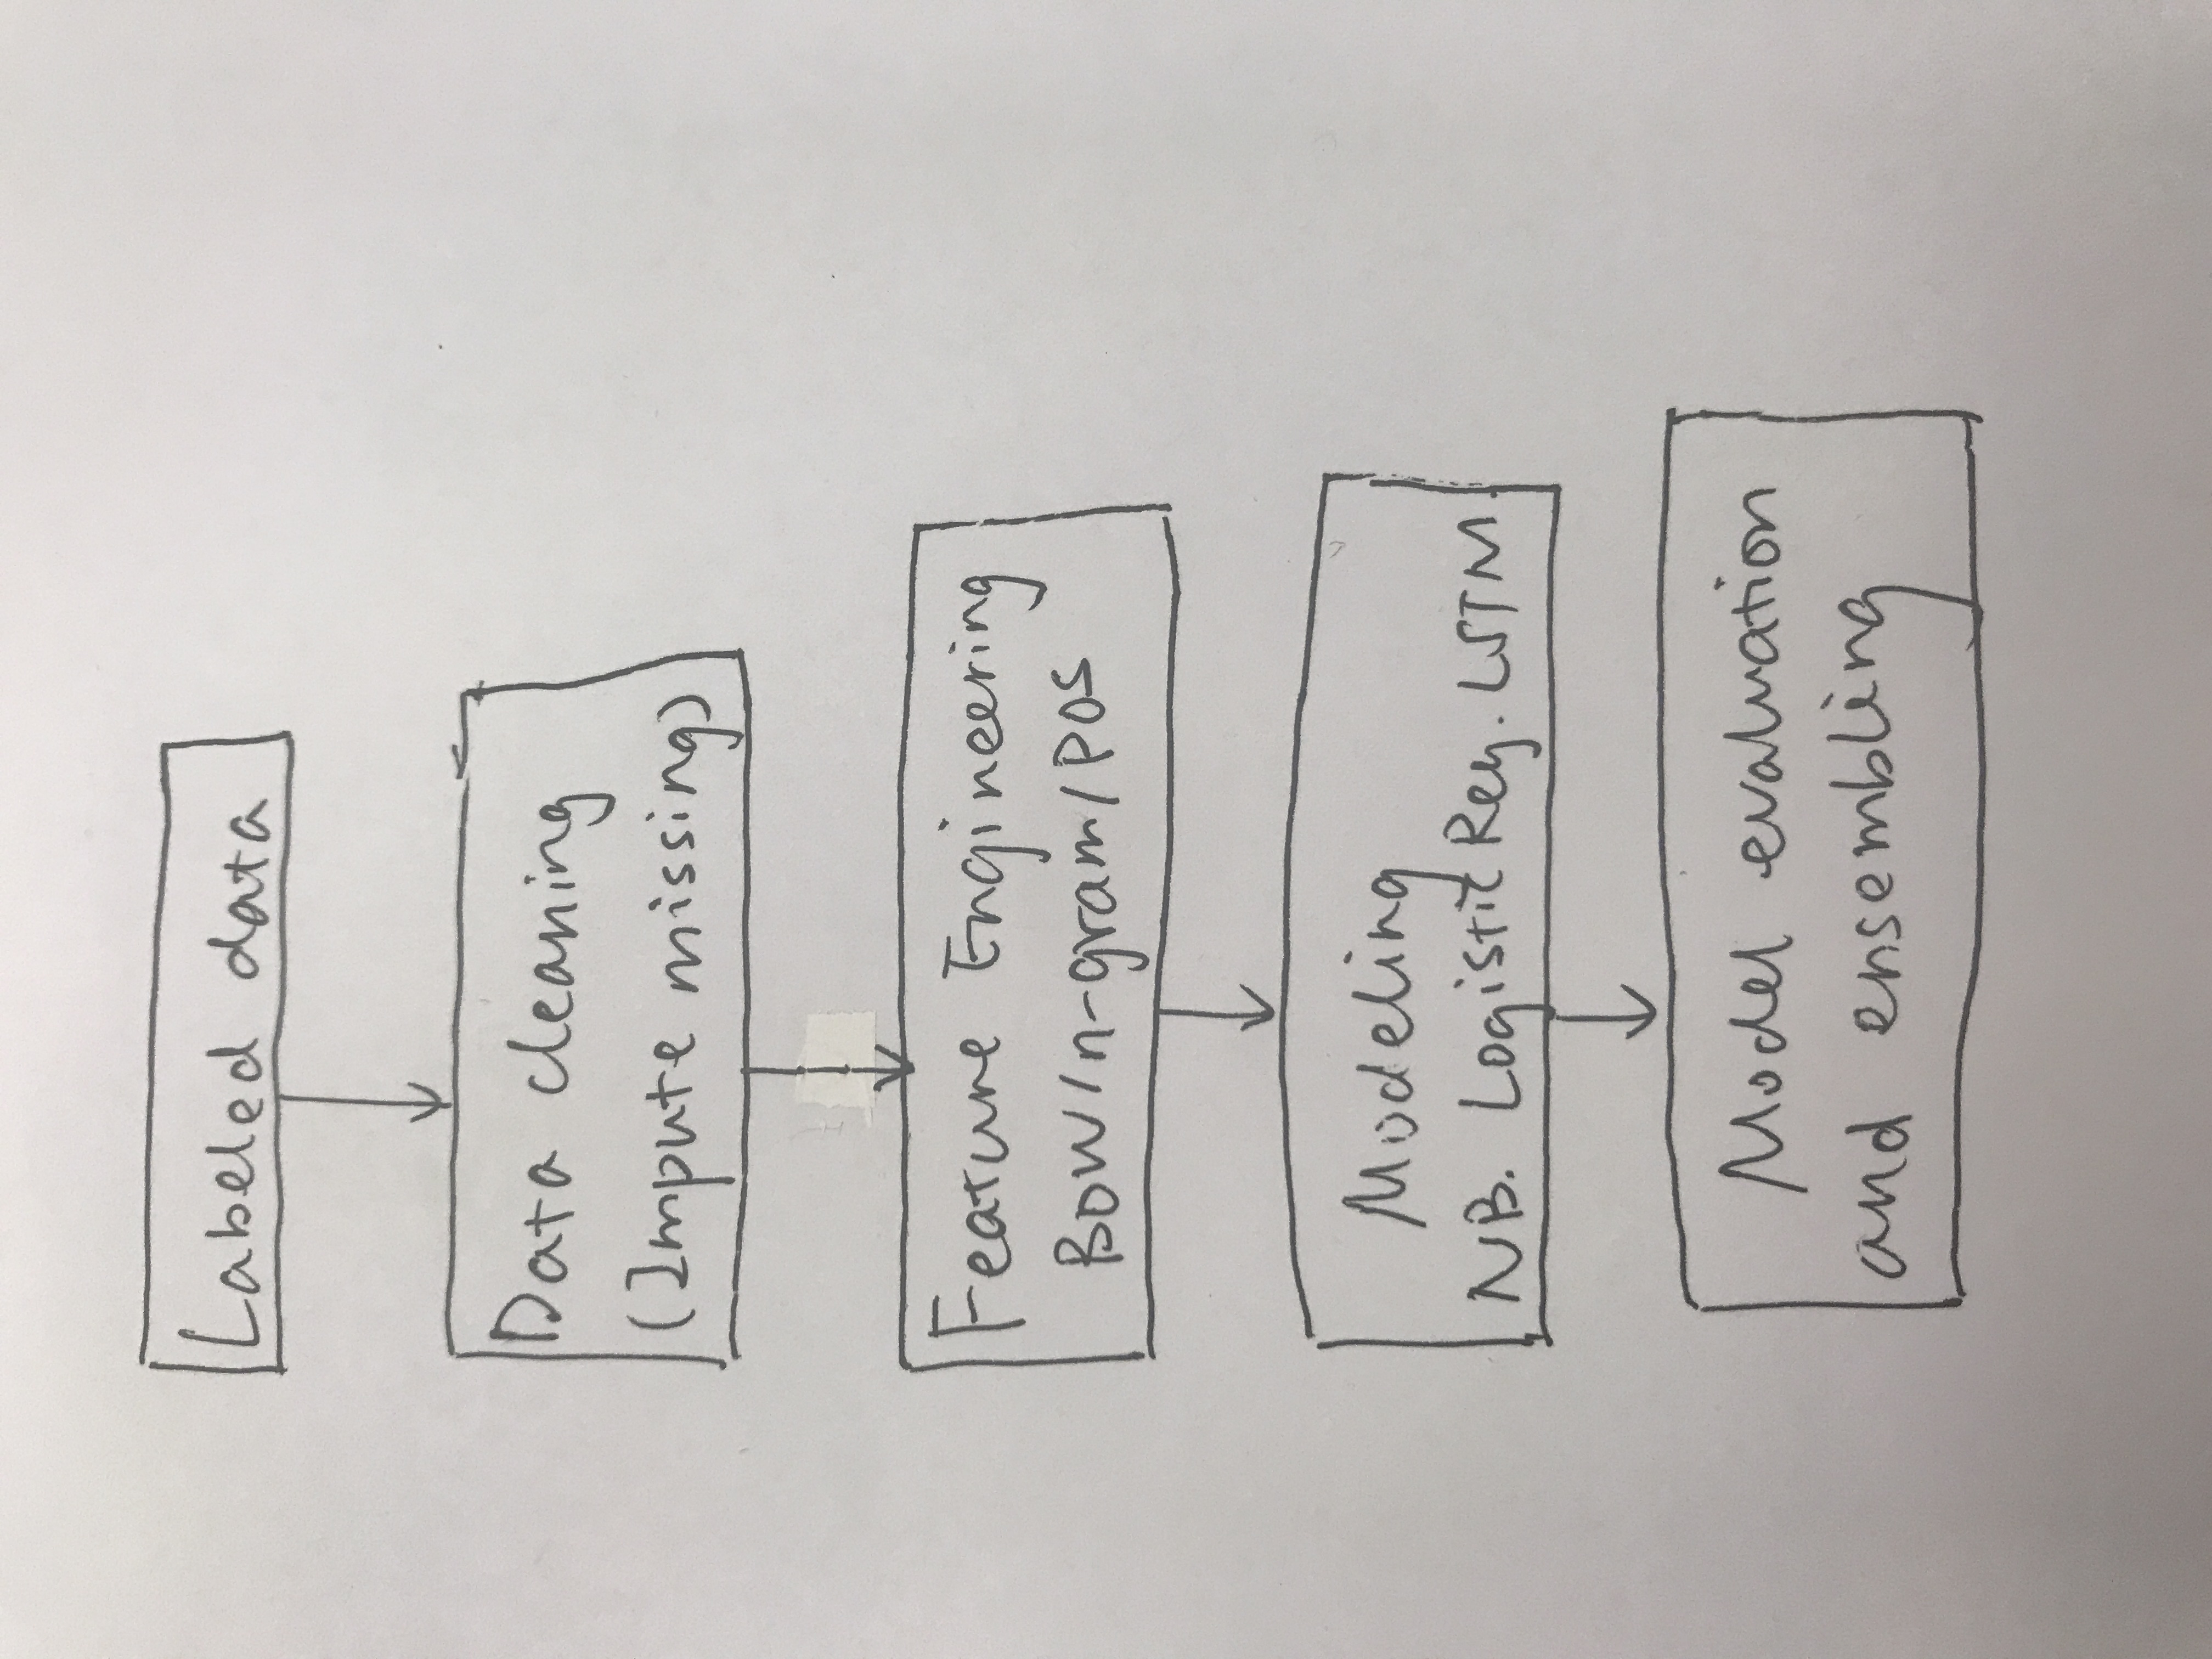 Labeled data
Data cleaning
(Impute missing)
Feature Engineering
BOW/n-gram/POS
Modeling
NB. Logistic Reg. LSTM.
Model evaluation
and ensembling